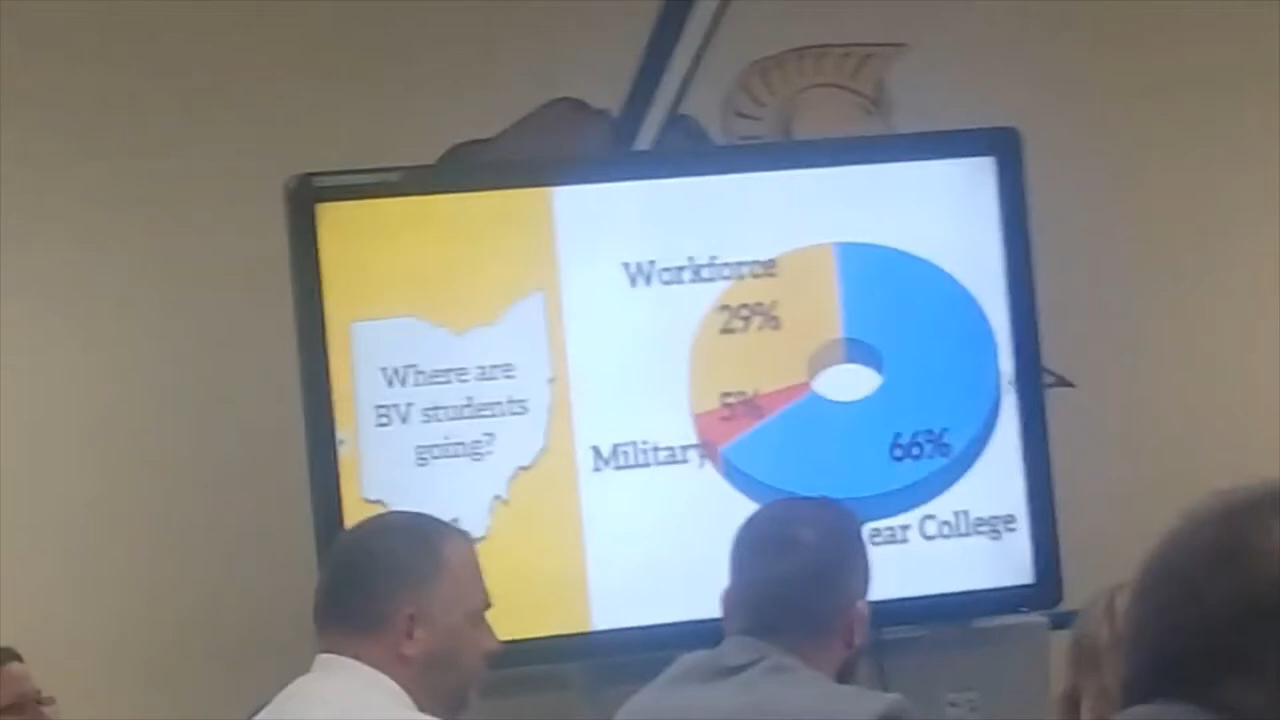 Where are
BV students
going?
Workforce
29%
5%
Military
66%
ear College